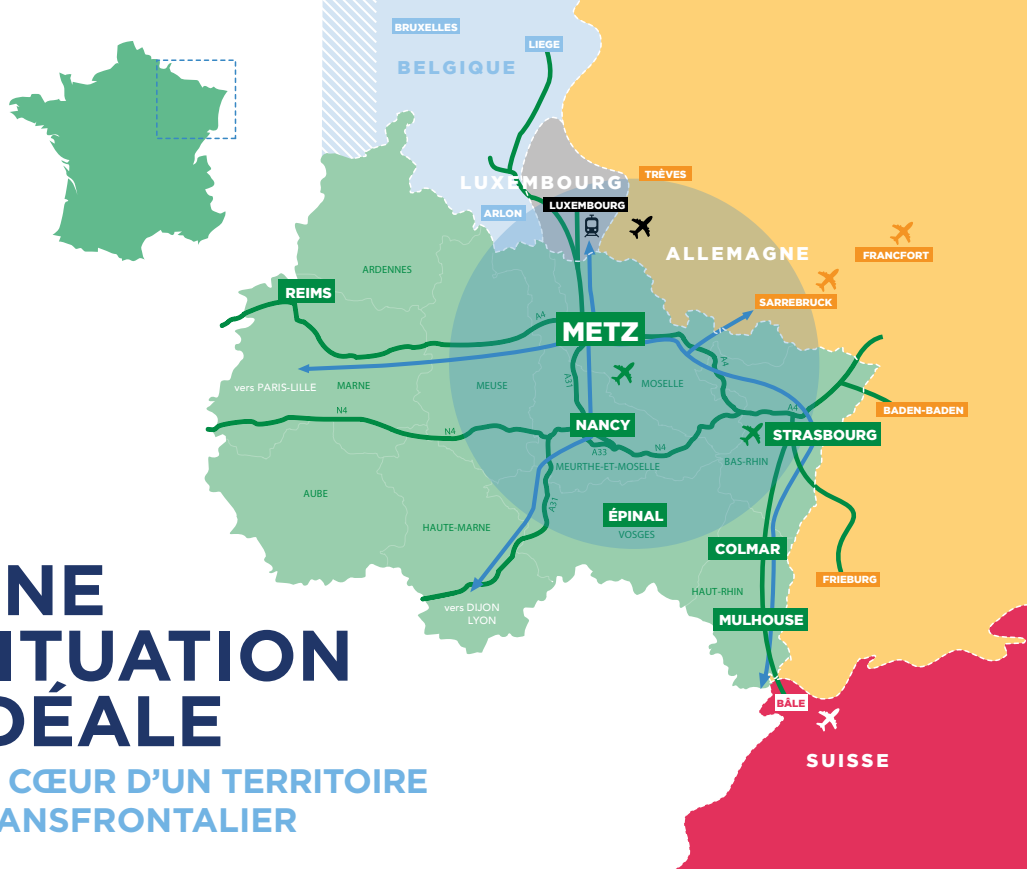 BRUXELLES
LIEGE
BELGIQUE
TRÈVES
LUXEMBOURG
LUXEMBOURG
ARLON
ALLEMAGNE
FRANCFORT
ARDENNES
REIMS
SARREBRUCK
A4
METZ
A4
vers PARIS-LILLE
MARNE
MEUSE
A31
MOSELLE
N4
A4
BADEN-BADEN
NANCY
N4
STRASBOURG
A33
N4
MEURTHE-ET-MOSELLE
BAS-RHIN
AUBE
A31
ÉPINAL
HAUTE-MARNE
VOSGES
COLMAR
FRIEBURG
HAUT-RHIN
vers DIJON
LYON
MULHOUSE
NE
ITUATION
DÉALE
CŒUR D'UN TERRITOIRE
ANSFRONTALIER
BÂLE
SUISSE